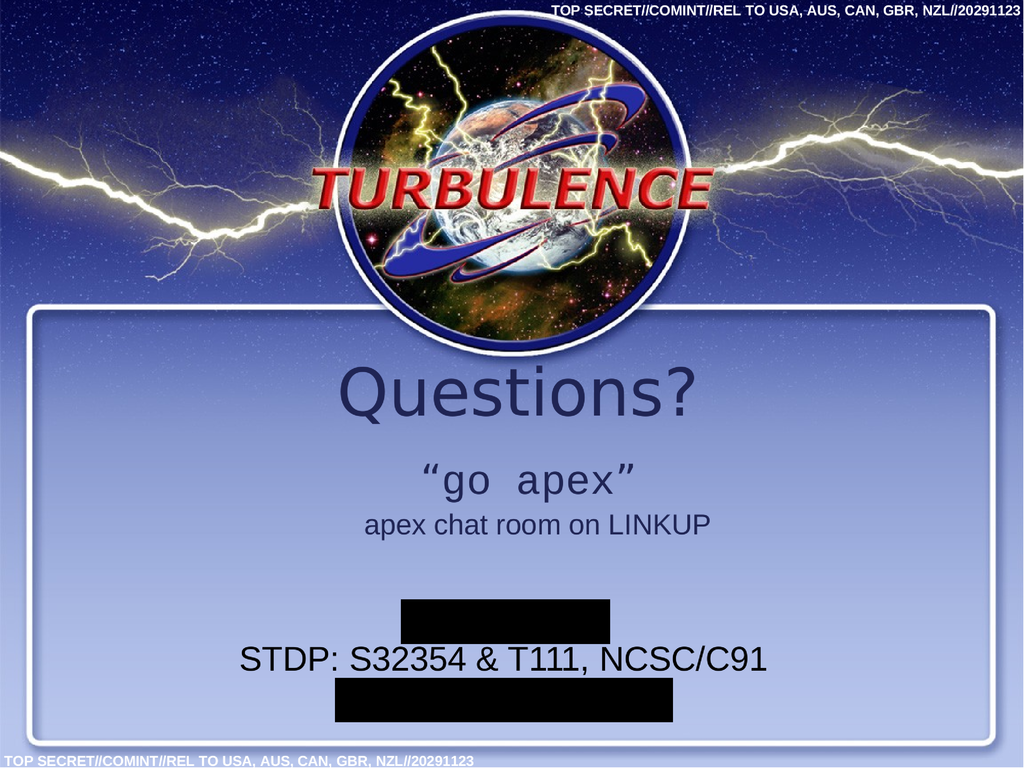 TOP SECRET//COMINT//REL TO USA, AUS, CAN, GBR, NZL//20291123
TURBULENCE
Questions?
“go apex”
apex chat room on LINKUP
STDP: S32354 & T111, NCSC/C91
TOP SECRET//COMINT//REL TO USA, AUS, CAN, GBR, NZL//20291123